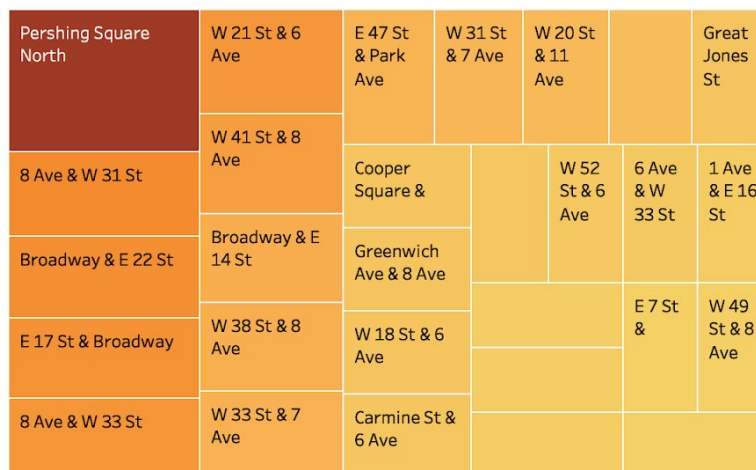 Pershing Square
North
8 Ave & W 31 St
Broadway & E 22 St
E 17 St & Broadway
8 Ave & W 33 St
W 21 St & 6
Ave
W 41 St & 8
Ave
Broadway & E
14 St
W 38 St & 8
Ave
W 33 St & 7
Ave
E 47 St
& Park
Ave
W 31 St
& 7 Ave
W 20 St
& 11
Ave
Great
Jones
St
Cooper
Square &
Greenwich
Ave & 8 Ave
W 18 St & 6
Ave
Carmine St &
6 Ave
W 52
St & 6
Ave
6 Ave
& W
33 St
1 Ave
& E 16
St
E 7 St
&
W 49
St & 8
Ave